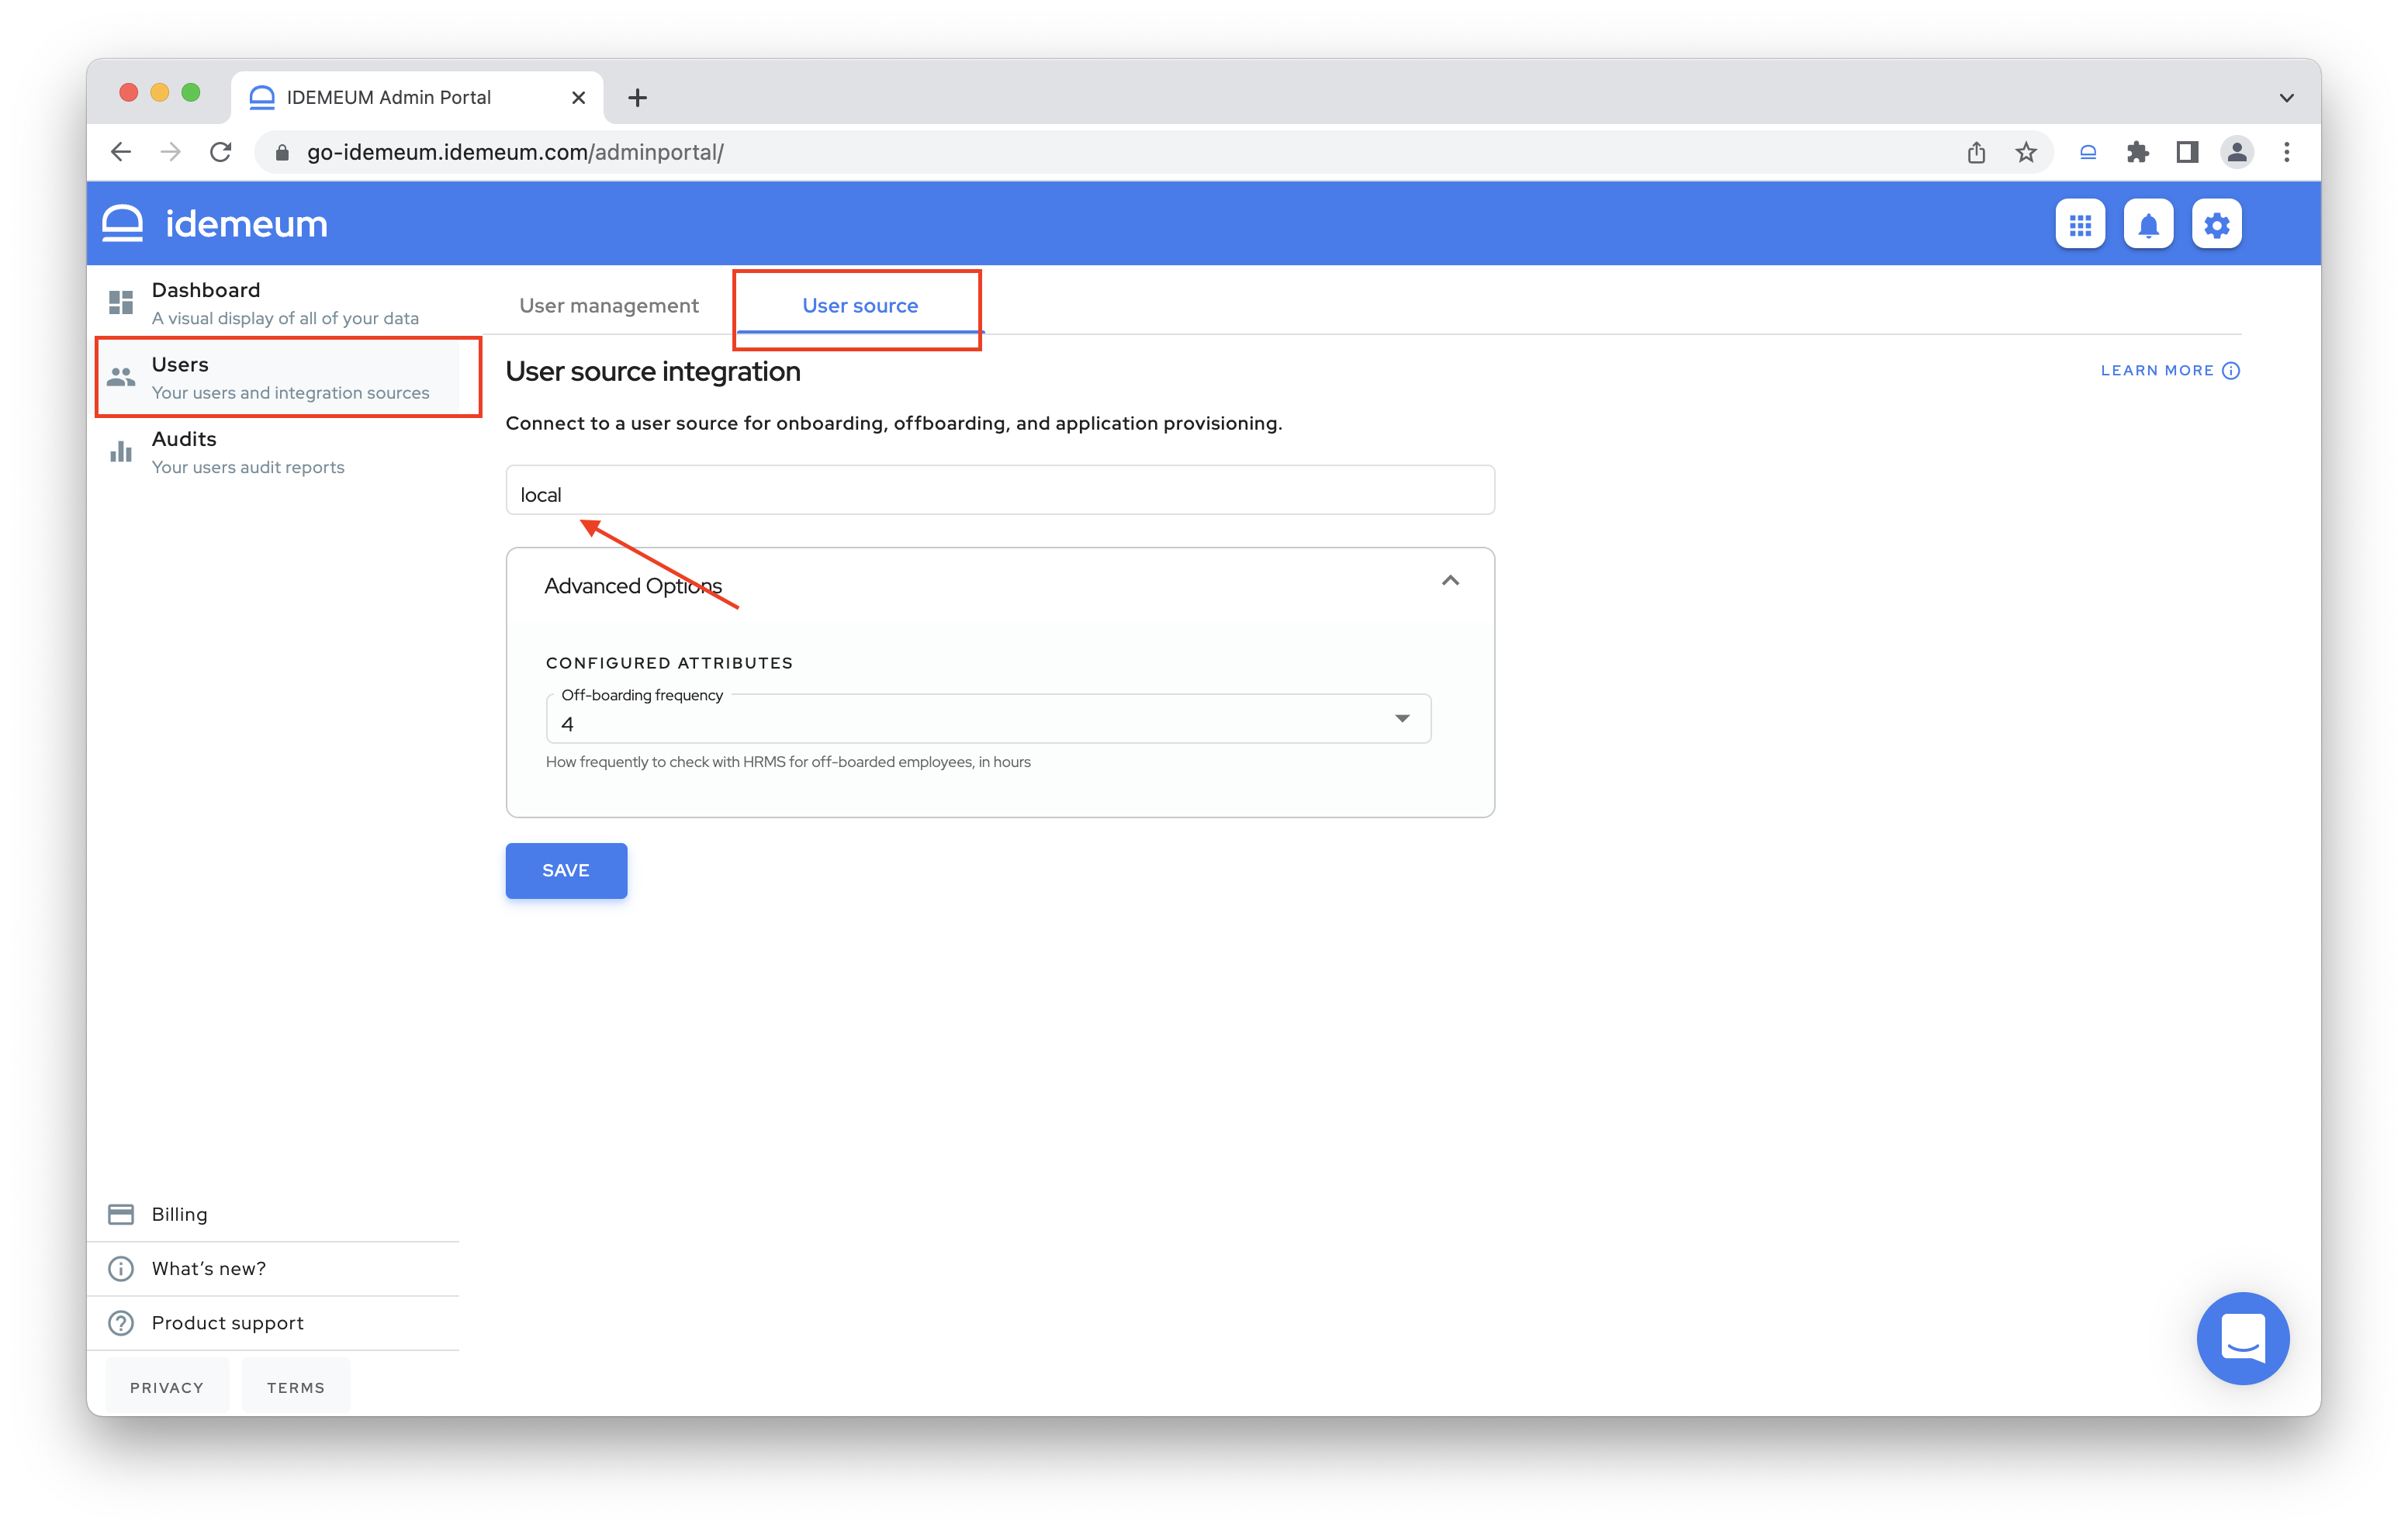 IDEMEUM Admin Portal
go-idemeum.idemeum.com/adminportal/
idemeum
Dashboard
A visual display of all of your data
Users
Your users and integration sources
Audits
Your users audit reports
User management
User source
User source integration
LEARN MORE
Connect to a user source for onboarding, offboarding, and application provisioning.
local
Advanced Options
CONFIGURED ATTRIBUTES
Off-boarding frequency
4
How frequently to check with HRMS for off-boarded employees, in hours
SAVE
Billing
What's new?
Product support
PRIVACY
TERMS